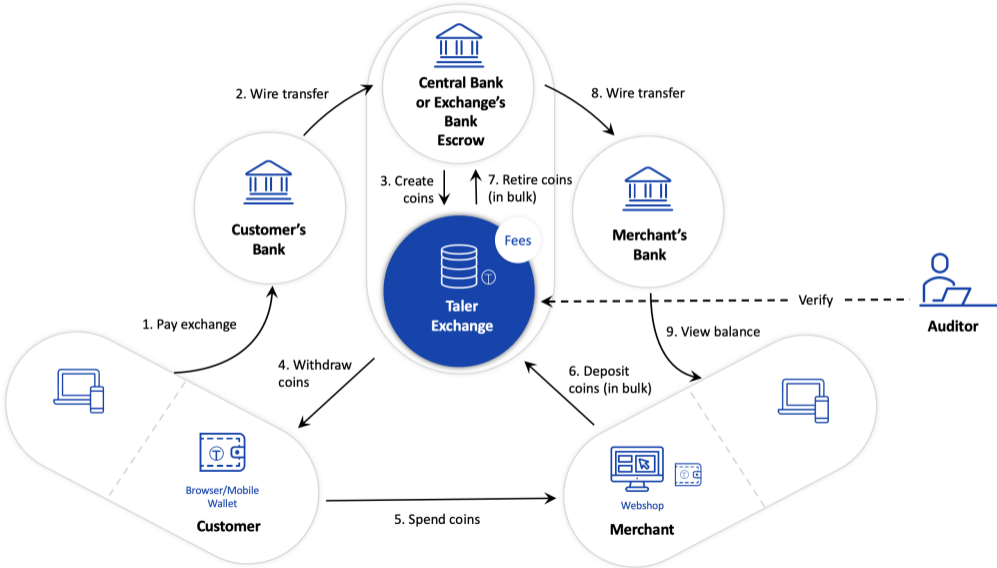 Central Bank
or Exchange's
Bank
Escrow
2. Wire transfer
8. Wire transfer
3. Create
coins
7. Retire coins
(in bulk)
Customer's
Bank
Fees
Merchant's
Bank
T
Taler
Exchange
Verify
Auditor
1. Pay exchange
9. View balance
4. Withdraw
coins
6. Deposit
coins (in bulk)
T
Browser/Mobile
Wallet
Customer
5. Spend coins
Webshop
Merchant